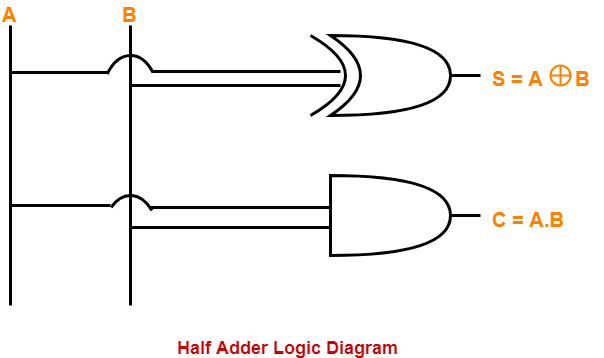 A
B
S = A ⊕ B
C = A.B
Half Adder Logic Diagram